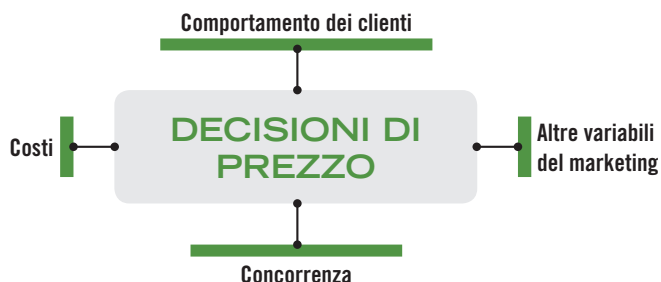 Comportamento dei clienti
Costi
DECISIONI DI
PREZZO
Altre variabili
del marketing
Concorrenza